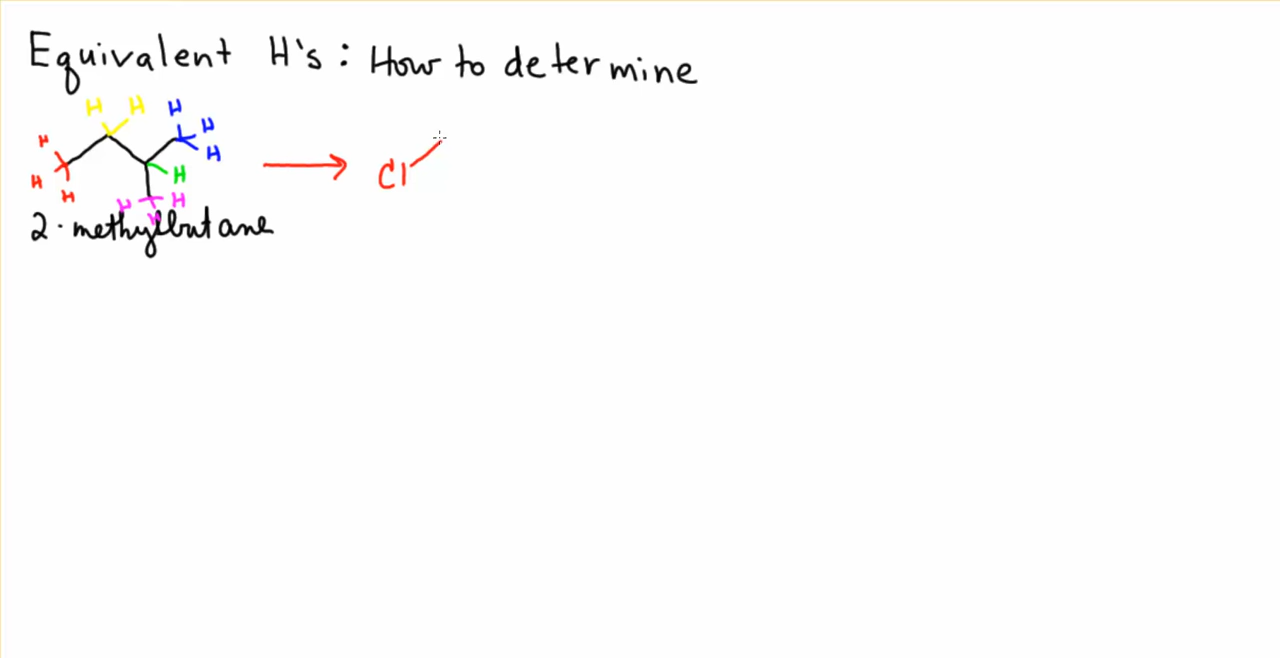 Equivalent H's : How to determine
H H H
H H
H
H H
H H H
H
Cl
2-methylbutane